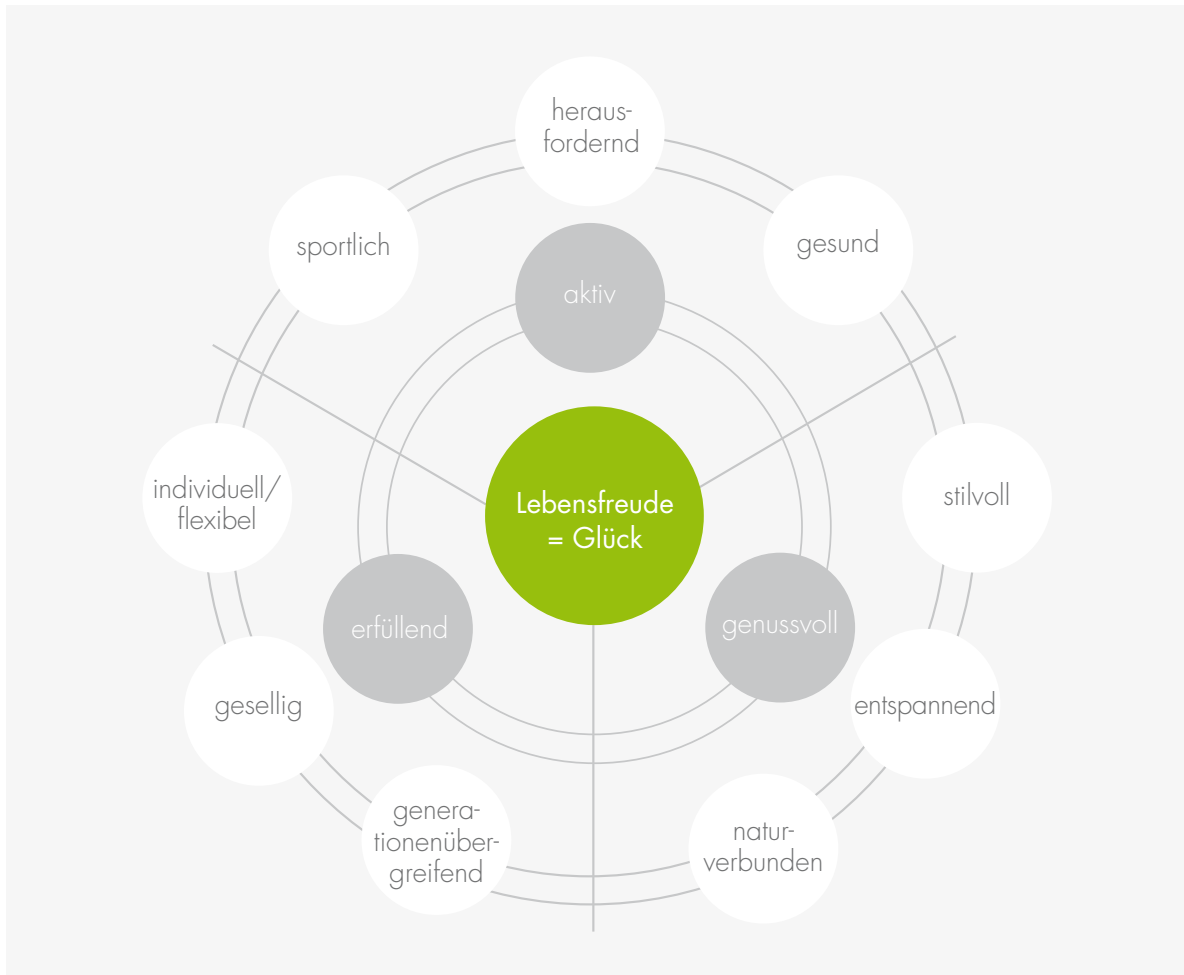 heraus-
fordernd
sportlich
gesund
aktiv
individuell/
flexibel
Lebensfreude
= Glück
stilvoll
erfüllend
genussvoll
gesellig
entspannend
genera-
tionenüber-
greifend
natur-
verbunden